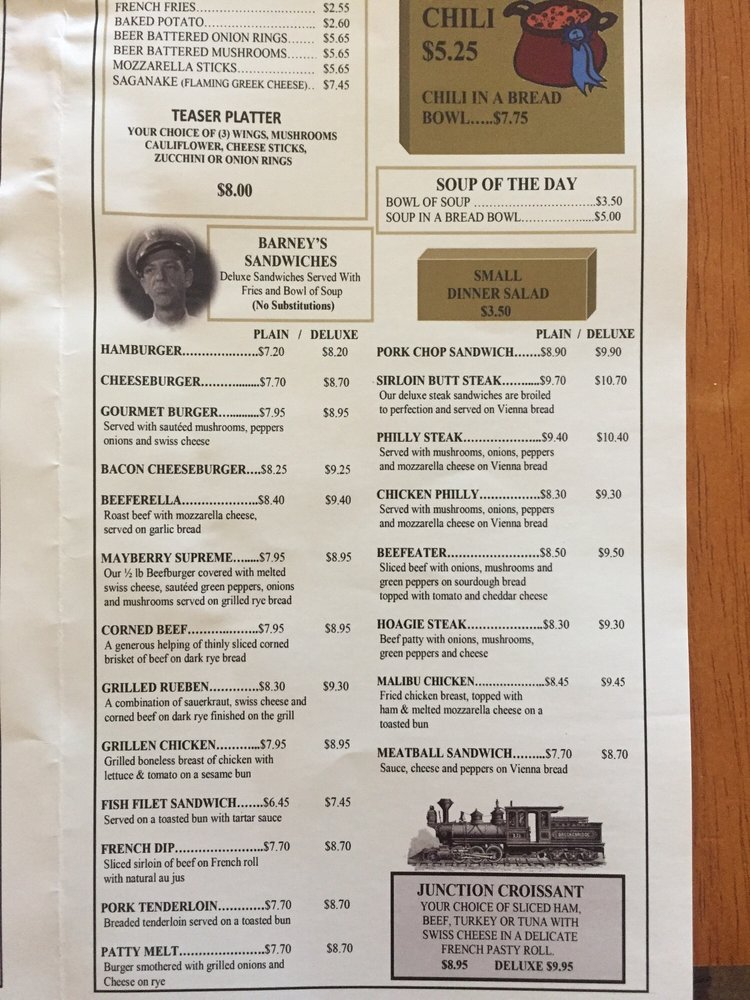 FRENCH FRIES.............................. $2.55
BAKED POTATO............................ $2.60
BEER BATTERED ONION RINGS....... $5.65
BEER BATTERED MUSHROOMS....... $5.65
MOZZARELLA STICKS.................... $5.65
SAGANAKE (FLAMING GREEK CHEESE).. $7.45
TEASER PLATTER
YOUR CHOICE OF (3) WINGS, MUSHROOMS
CAULIFLOWER, CHEESE STICKS,
ZUCCHINI OR ONION RINGS
$8.00
CHILI
$5.25
CHILI IN A BREAD
BOWL.....$7.75
SOUP OF THE DAY
BOWL OF SOUP ..............................$3.50
SOUP IN A BREAD BOWL..................$5.00
BARNEY'S
SANDWICHES
Deluxe Sandwiches Served With
Fries and Bowl of Soup
(No Substitutions)
SMALL
DINNER SALAD
$3.50
PLAIN / DELUXE
HAMBURGER...................$7.20 $8.20
CHEESEBURGER...............$7.70 $8.70
GOURMET BURGER............$7.95 $8.95
Served with sautéed mushrooms, peppers
onions and swiss cheese
BACON CHEESEBURGER....$8.25 $9.25
BEEFERELLA...................$8.40 $9.40
Roast beef with mozzarella cheese,
served on garlic bread
MAYBERRY SUPREME.......$7.95 $8.95
Our ½ lb Beefburger covered with melted
swiss cheese, sautéed green peppers, onions
and mushrooms served on grilled rye bread
CORNED BEEF..................$7.95 $8.95
A generous helping of thinly sliced corned
brisket of beef on dark rye bread
GRILLED RUEBEN.............$8.30 $9.30
A combination of sauerkraut, swiss cheese and
corned beef on dark rye finished on the grill
GRILLEN CHICKEN...........$7.95 $8.95
Grilled boneless breast of chicken with
lettuce & tomato on a sesame bun
FISH FILET SANDWICH.......$6.45 $7.45
Served on a toasted bun with tartar sauce
FRENCH DIP.....................$7.70 $8.70
Sliced sirloin of beef on French roll
with natural au jus
PORK TENDERLOIN............$7.70 $8.70
Breaded tenderloin served on a toasted bun
PATTY MELT.....................$7.70 $8.70
Burger smothered with grilled onions and
Cheese on rye
PLAIN / DELUXE
PORK CHOP SANDWICH.......$8.90 $9.90
SIRLOIN BUTT STEAK..........$9.70 $10.70
Our deluxe steak sandwiches are broiled
to perfection and served on Vienna bread
PHILLY STEAK.....................$9.40 $10.40
Served with mushrooms, onions, peppers
and mozzarella cheese on Vienna bread
CHICKEN PHILLY................$8.30 $9.30
Served with mushrooms, onions, peppers
and mozzarella cheese on Vienna bread
BEEFEATER.........................$8.50 $9.50
Sliced beef with onions, mushrooms and
green peppers on sourdough bread
topped with tomato and cheddar cheese
HOAGIE STEAK....................$8.30 $9.30
Beef patty with onions, mushrooms,
green peppers and cheese
MALIBU CHICKEN...................$8.45 $9.45
Fried chicken breast, topped with
ham & melted mozzarella cheese on a
toasted bun
MEATBALL SANDWICH.........$7.70 $8.70
Sauce, cheese and peppers on Vienna bread
JUNCTION CROISSANT
YOUR CHOICE OF SLICED HAM,
BEEF, TURKEY OR TUNA WITH
SWISS CHEESE IN A DELICATE
FRENCH PASTY ROLL.
$8.95 DELUXE $9.95